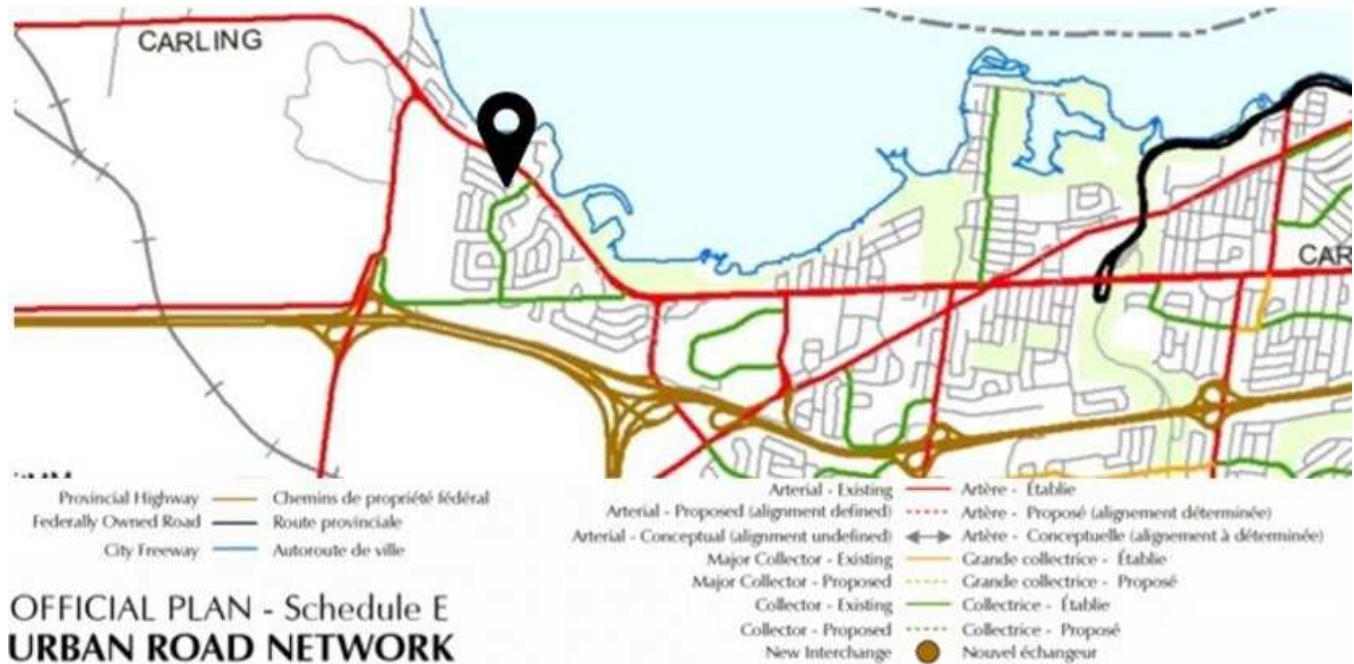 CARLING
CAR
Provincial Highway Chemins de propriété fédéral
Federally Owned Road Route provinciale
City Freeway Autoroute de ville
Arterial - Existing Artère - Établie
Arterial - Proposed (alignment defined) Artère - Proposé (alignement déterminée)
Arterial - Conceptual (alignment undefined) Artère - Conceptuelle (alignement à déterminée)
Major Collector - Existing Grande collectrice - Établie
Major Collector - Proposed Grande collectrice - Proposé
Collector - Existing Collectrice - Établie
Collector - Proposed Collectrice - Proposé
New Interchange Nouvel échangeur
OFFICIAL PLAN - Schedule E
URBAN ROAD NETWORK